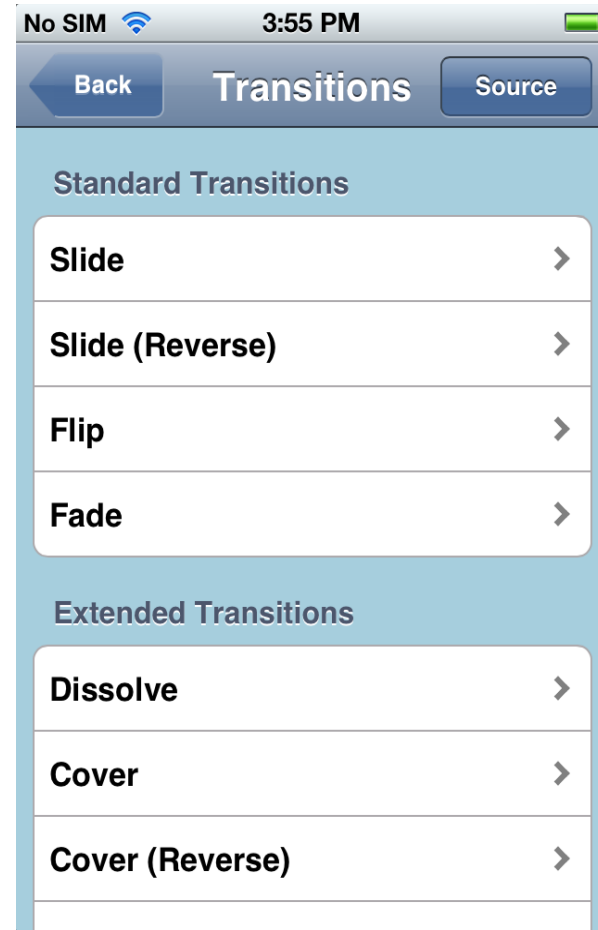 No SIM 3:55 PM
Back Transitions Source
Standard Transitions
Slide
Slide (Reverse)
Flip
Fade
Extended Transitions
Dissolve
Cover
Cover (Reverse)